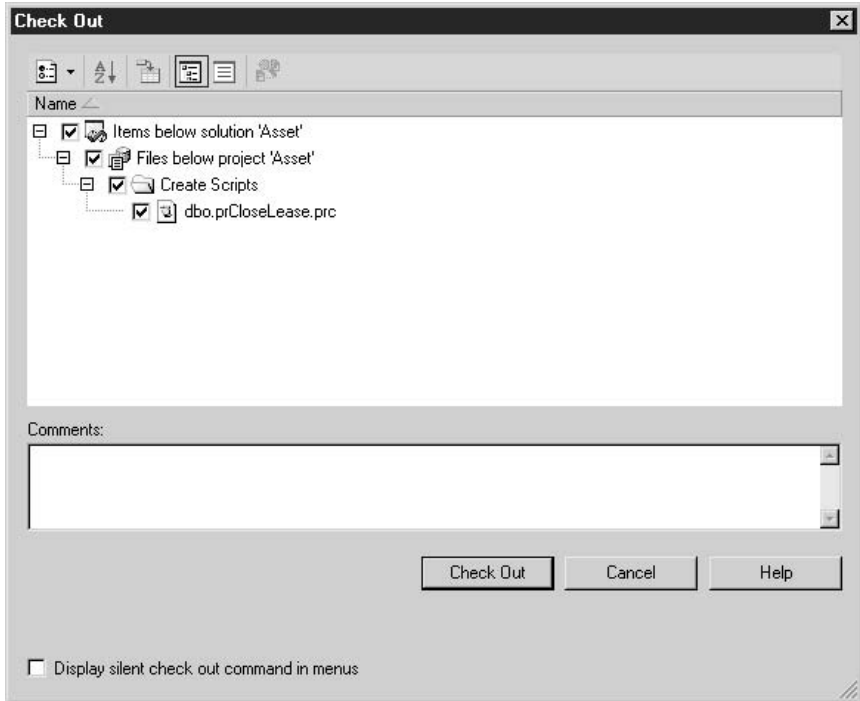 Check Out
A
Z
Name
Items below solution 'Asset'
Files below project 'Asset'
Create Scripts
dbo.prCloseLease.prc
Comments:
Check Out Cancel Help
Display silent check out command in menus